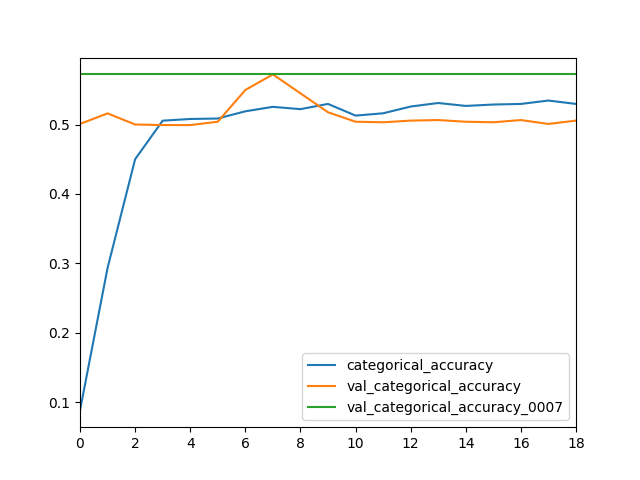 0.5
0.4
0.3
0.2
0.1
0 2 4 6 8 10 12 14 16 18
categorical_accuracy
val_categorical_accuracy
val_categorical_accuracy_0007